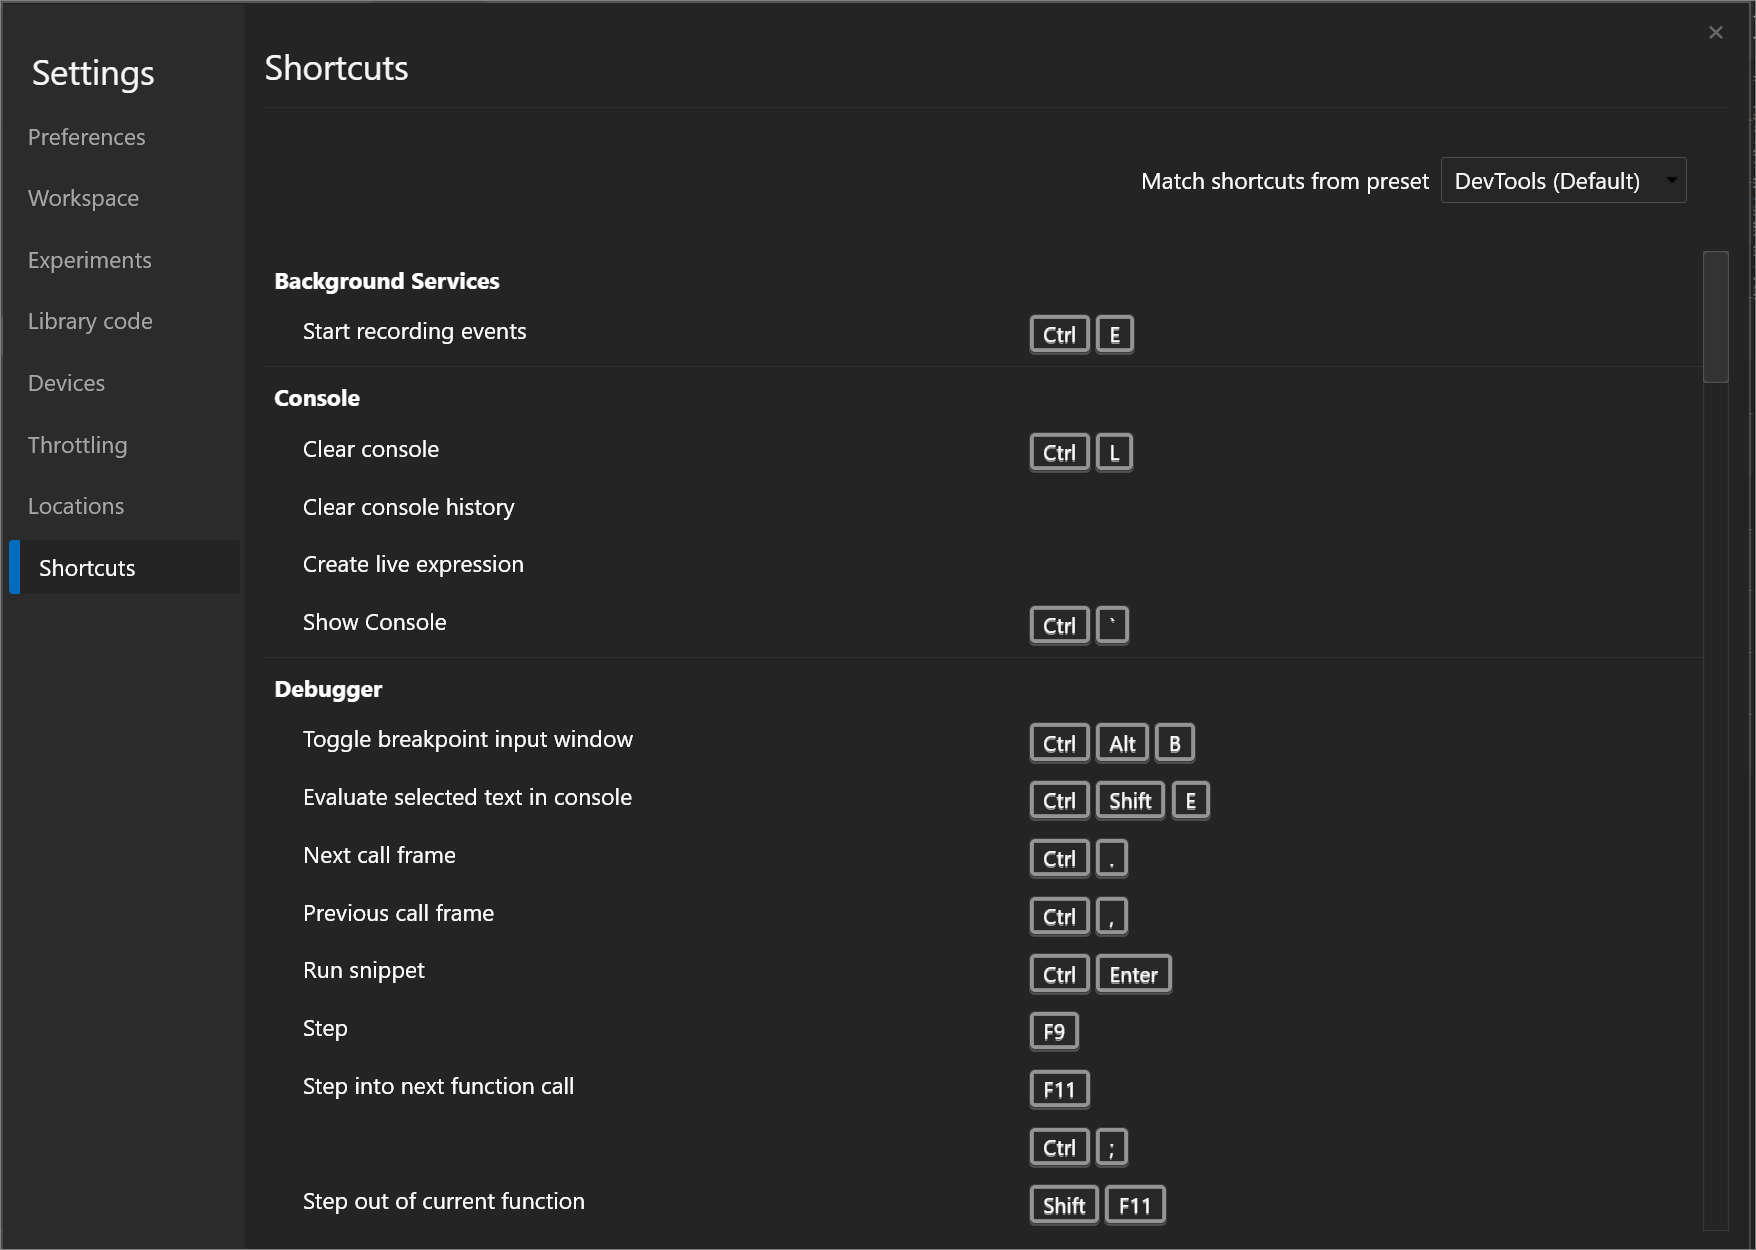 Settings
Preferences
Workspace
Experiments
Library code
Devices
Throttling
Locations
Shortcuts
Shortcuts
Match shortcuts from preset DevTools (Default)
Background Services
Start recording events Ctrl E
Console
Clear console Ctrl L
Clear console history
Create live expression
Show Console Ctrl `
Debugger
Toggle breakpoint input window Ctrl Alt B
Evaluate selected text in console Ctrl Shift E
Next call frame Ctrl .
Previous call frame Ctrl ,
Run snippet Ctrl Enter
Step F9
Step into next function call F11
Ctrl ;
Step out of current function Shift F11